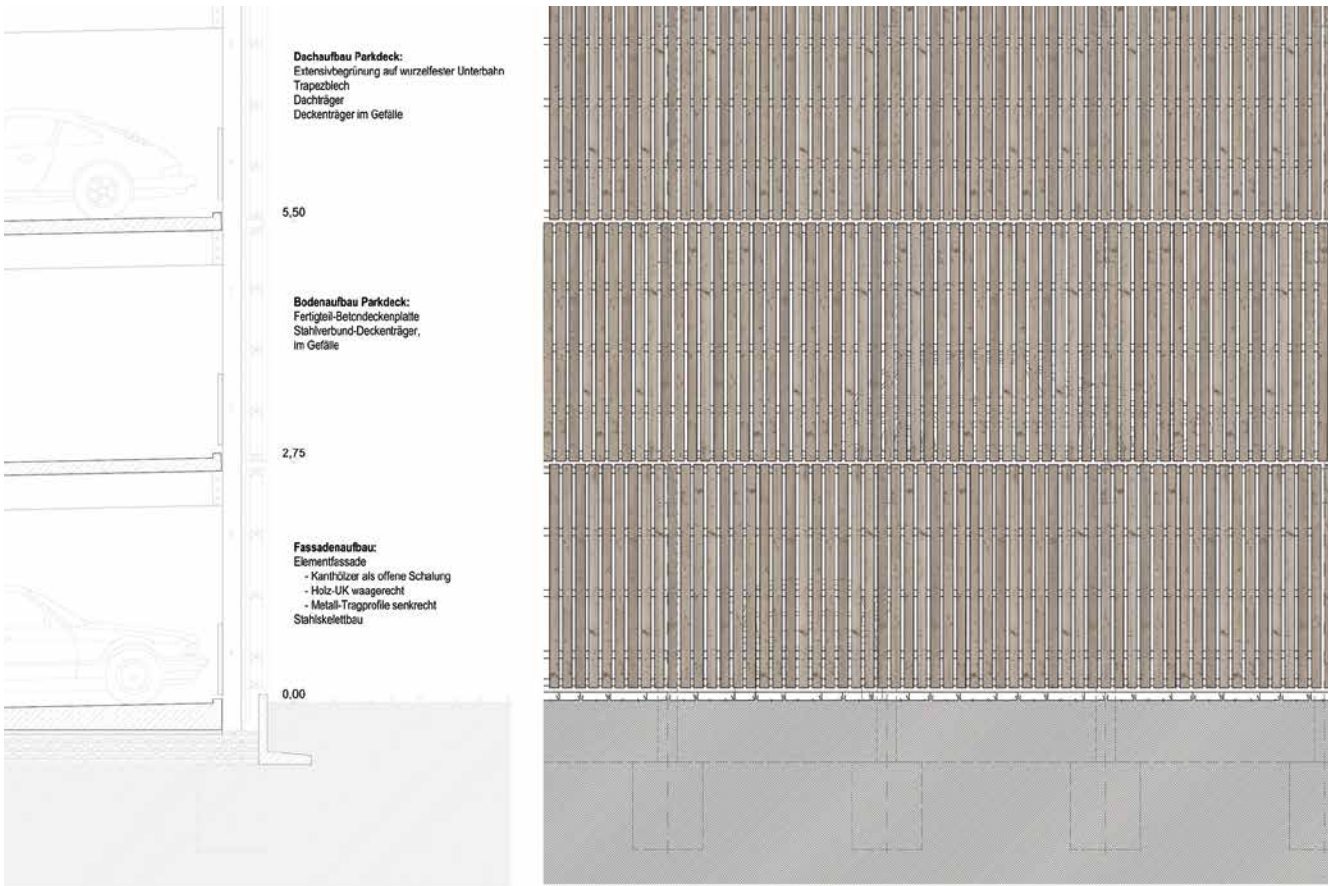 Dachaufbau Parkdeck:
Extensivbegrünung auf wurzelfester Unterbahn
Trapezblech
Dachträger
Deckenträger im Gefälle
5,50
Bodenaufbau Parkdeck:
Fertigteil-Betondeckenplatte
Stahlverbund-Deckenträger,
im Gefälle
2,75
Fassadenaufbau:
Elementfassade
- Kanthölzer als offene Schalung
- Holz-UK waagerecht
- Metall-Tragprofile senkrecht
Stahlskelettbau
0,00